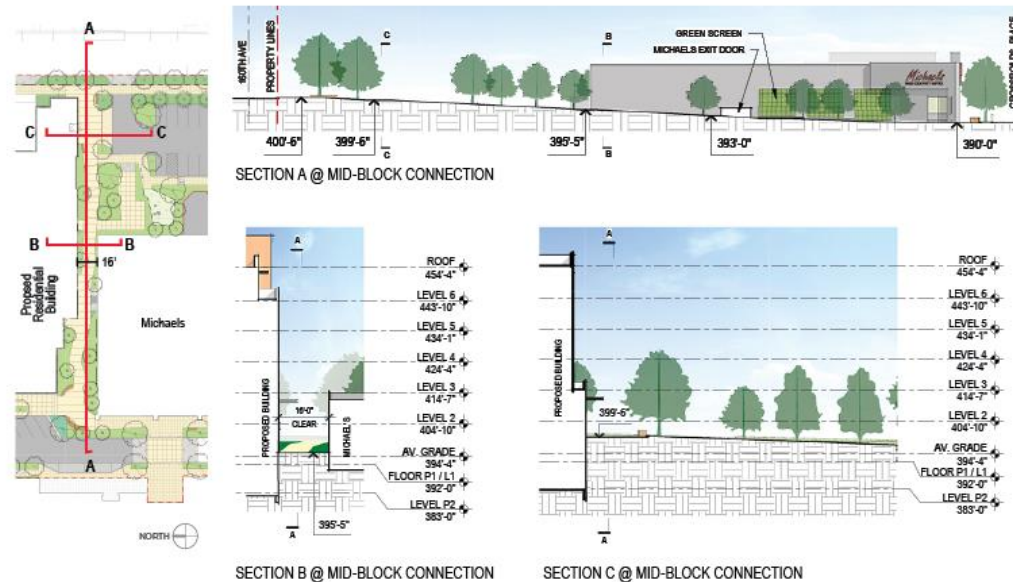 A
C
C
B
B
16'
Propsed
Residential
Building
Michaels
A
NORTH
160TH AVE
PROPERTY LINES
C
B
GREEN SCREEN
MICHAELS EXIT DOOR
Michaels
C
B
400'-6"
399'-6"
395'-5"
393'-0"
390'-0"
SECTION A @ MID-BLOCK CONNECTION
A
ROOF
454'-4"
LEVEL 6
443'-10"
LEVEL 5
434'-1"
LEVEL 4
424'-4"
LEVEL 3
414'-7"
LEVEL 2
404'-10"
AV. GRADE
394'-4"
FLOOR P1 / L1
392'-0"
LEVEL P2
383'-0"
PROPOSED BUILDING
16'-0"
CLEAR
MICHAEL'S
395'-5"
A
SECTION B @ MID-BLOCK CONNECTION
A
PROPOSED BUILDING
399'-6"
ROOF
454'-4"
LEVEL 6
443'-10"
LEVEL 5
434'-1"
LEVEL 4
424'-4"
LEVEL 3
414'-7"
LEVEL 2
404'-10"
AV. GRADE
394'-4"
FLOOR P1 / L1
392'-0"
LEVEL P2
383'-0"
A
SECTION C @ MID-BLOCK CONNECTION